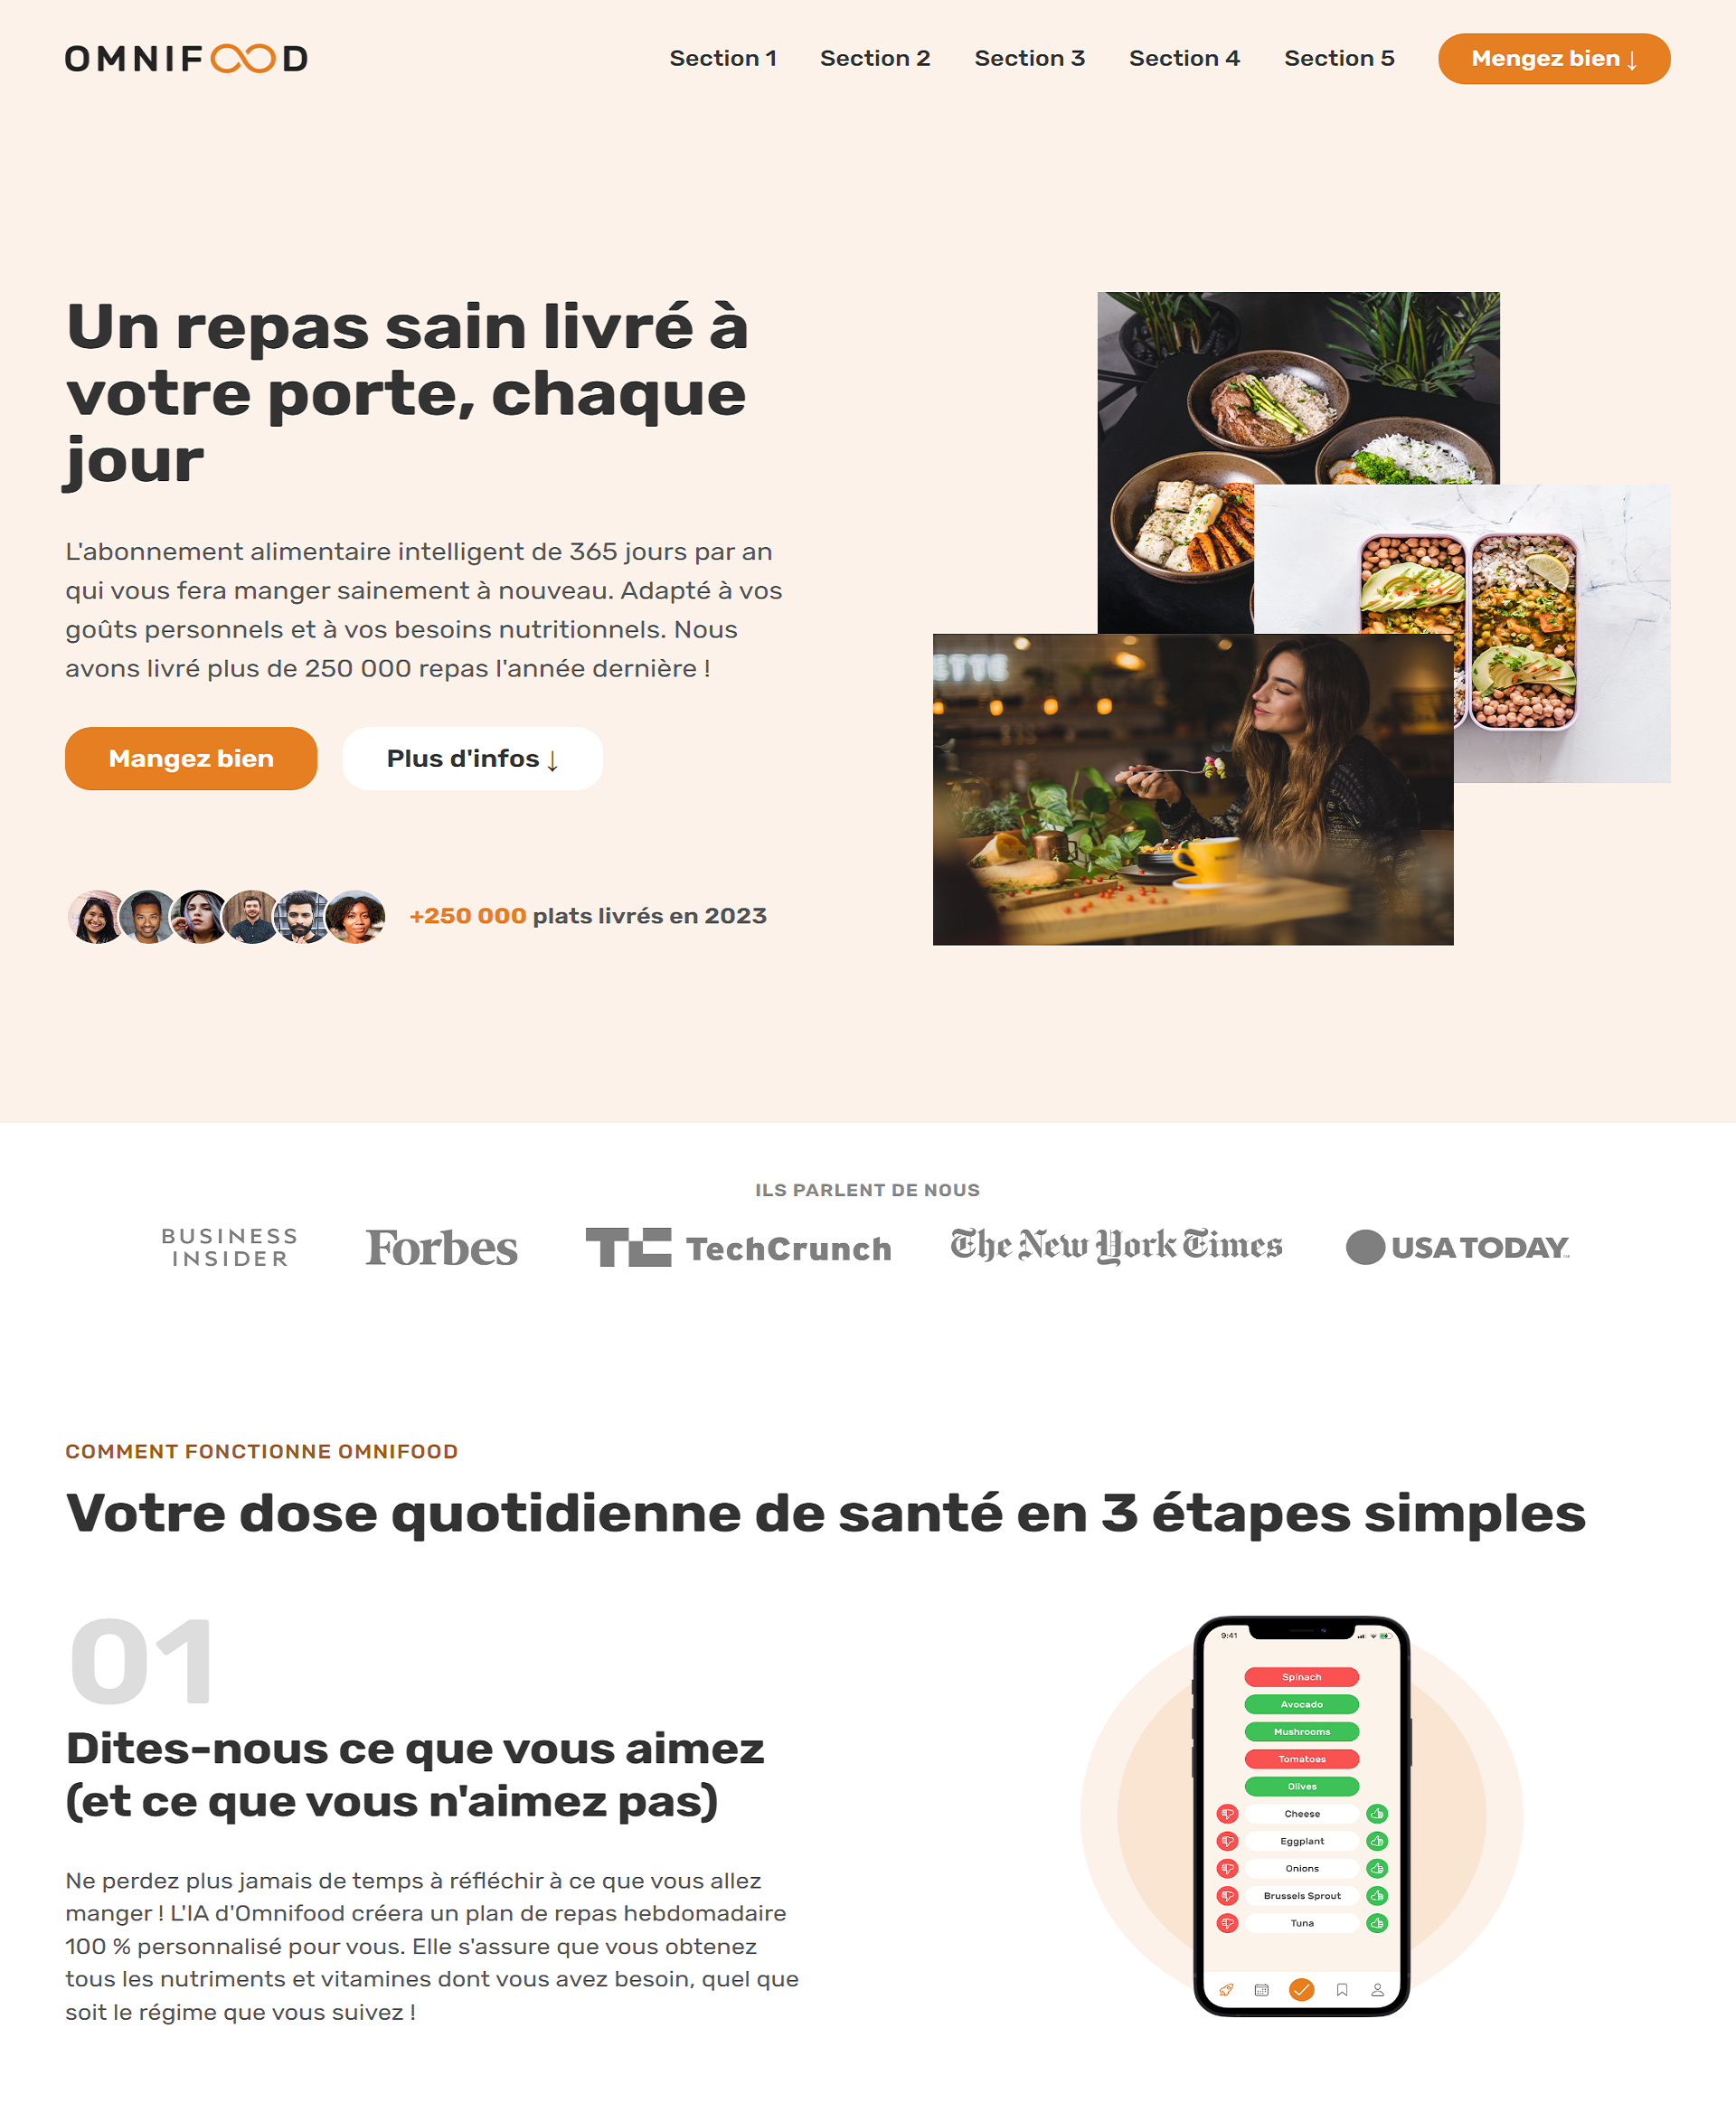 OMNIFOOD
Section 1
Section 2
Section 3
Section 4
Section 5
Mengez bien ↓
Un repas sain livré à
votre porte, chaque
jour
L'abonnement alimentaire intelligent de 365 jours par an
qui vous fera manger sainement à nouveau. Adapté à vos
goûts personnels et à vos besoins nutritionnels. Nous
avons livré plus de 250 000 repas l'année dernière !
Mangez bien
Plus d'infos ↓
+250 000 plats livrés en 2023
ETTE
ILS PARLENT DE NOUS
BUSINESS
INSIDER
Forbes
TC TechCrunch
The New York Times
USA TODAY
COMMENT FONCTIONNE OMNIFOOD
Votre dose quotidienne de santé en 3 étapes simples
01
Dites-nous ce que vous aimez
(et ce que vous n'aimez pas)
Ne perdez plus jamais de temps à réfléchir à ce que vous allez
manger ! L'IA d'Omnifood créera un plan de repas hebdomadaire
100 % personnalisé pour vous. Elle s'assure que vous obtenez
tous les nutriments et vitamines dont vous avez besoin, quel que
soit le régime que vous suivez !
9:41
Spinach
Avocado
Mushrooms
Tomatoes
Olives
Cheese
Eggplant
Onions
Brussels Sprout
Tuna